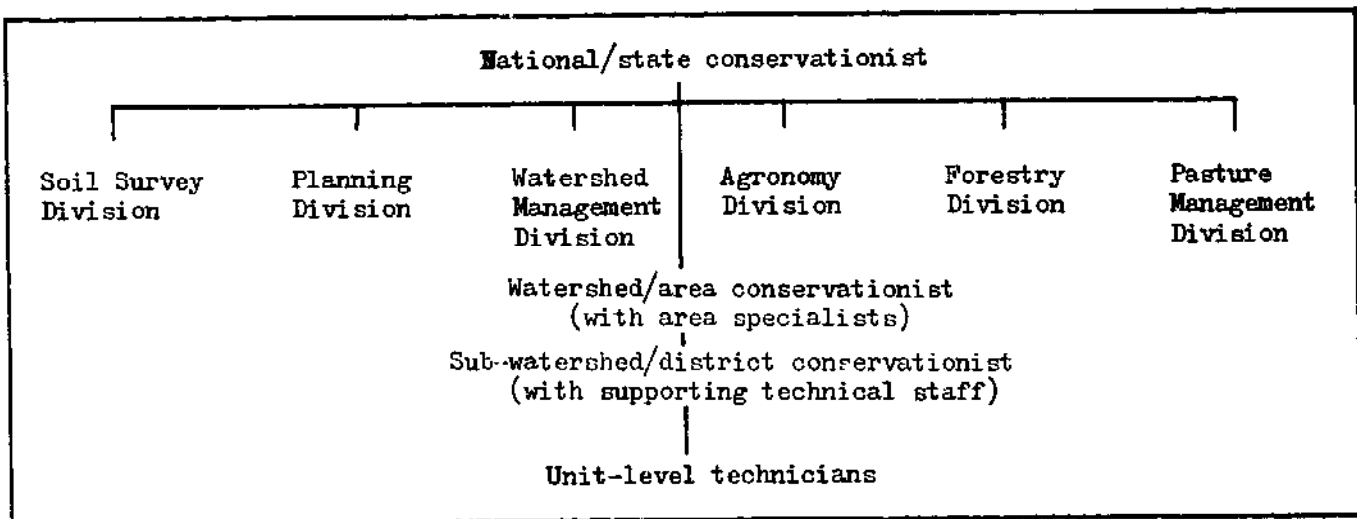 National/state conservationist
Soil Survey
Division
Planning
Division
Watershed
Management
Division
Agronomy
Division
Forestry
Division
Pasture
Management
Division
Watershed/area conservationist
(with area specialists)
Sub-watershed/district conservationist
(with supporting technical staff)
Unit-level technicians